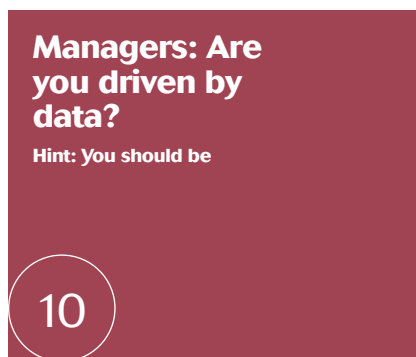 Managers: Are
you driven by
data?
Hint: You should be
10